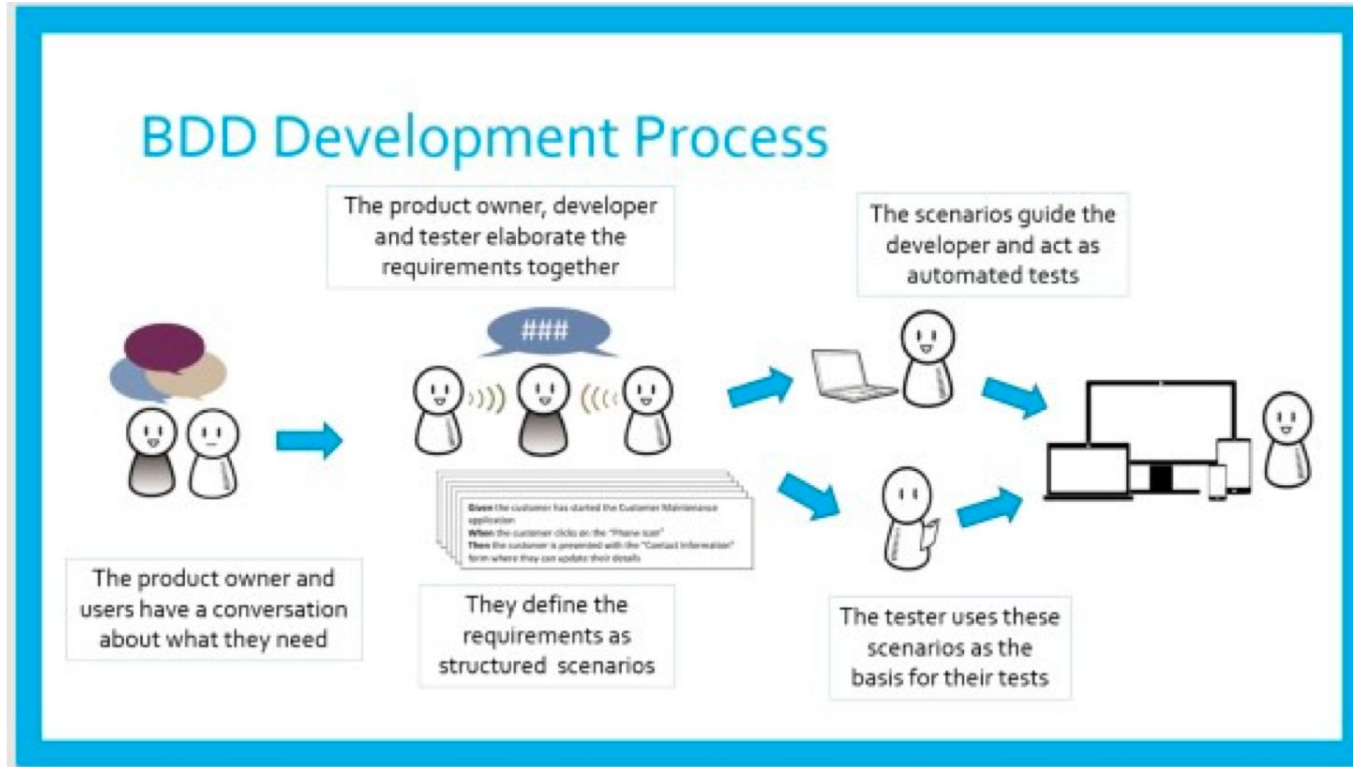 BDD Development Process
The product owner, developer
and tester elaborate the
requirements together
The scenarios guide the
developer and act as
automated tests
###
Given the customer has started the Customer Maintenance
application
When the customer clicks on the "Phone Icon"
Then the customer is presented with the "Contact Information"
form where they can update their details
The product owner and
users have a conversation
about what they need
They define the
requirements as
structured scenarios
The tester uses these
scenarios as the
basis for their tests